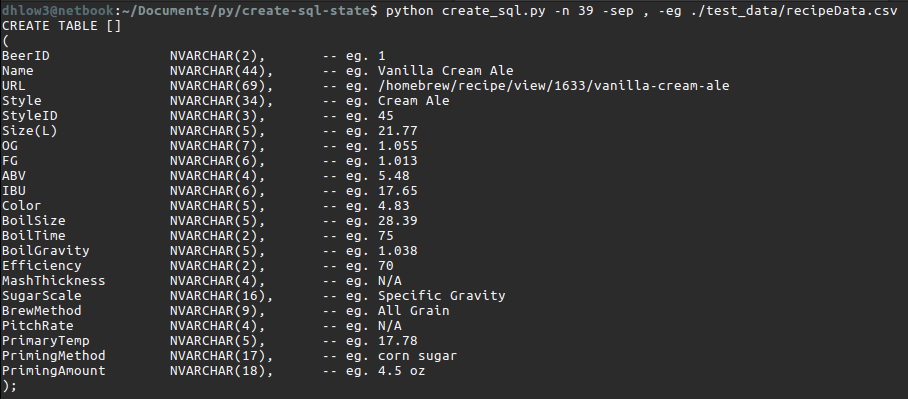 dhlow3@netbook:~/Documents/py/create-sql-state$ python create_sql.py -n 39 -sep , -eg ./test_data/recipeData.csv
CREATE TABLE []
(
BeerID NVARCHAR(2), -- eg. 1
Name NVARCHAR(44), -- eg. Vanilla Cream Ale
URL NVARCHAR(69), -- eg. /homebrew/recipe/view/1633/vanilla-cream-ale
Style NVARCHAR(34), -- eg. Cream Ale
StyleID NVARCHAR(3), -- eg. 45
Size(L) NVARCHAR(5), -- eg. 21.77
OG NVARCHAR(7), -- eg. 1.055
FG NVARCHAR(6), -- eg. 1.013
ABV NVARCHAR(4), -- eg. 5.48
IBU NVARCHAR(6), -- eg. 17.65
Color NVARCHAR(5), -- eg. 4.83
BoilSize NVARCHAR(5), -- eg. 28.39
BoilTime NVARCHAR(2), -- eg. 75
BoilGravity NVARCHAR(5), -- eg. 1.038
Efficiency NVARCHAR(2), -- eg. 70
MashThickness NVARCHAR(4), -- eg. N/A
SugarScale NVARCHAR(16), -- eg. Specific Gravity
BrewMethod NVARCHAR(9), -- eg. All Grain
PitchRate NVARCHAR(4), -- eg. N/A
PrimaryTemp NVARCHAR(5), -- eg. 17.78
PrimingMethod NVARCHAR(17), -- eg. corn sugar
PrimingAmount NVARCHAR(18), -- eg. 4.5 oz
);